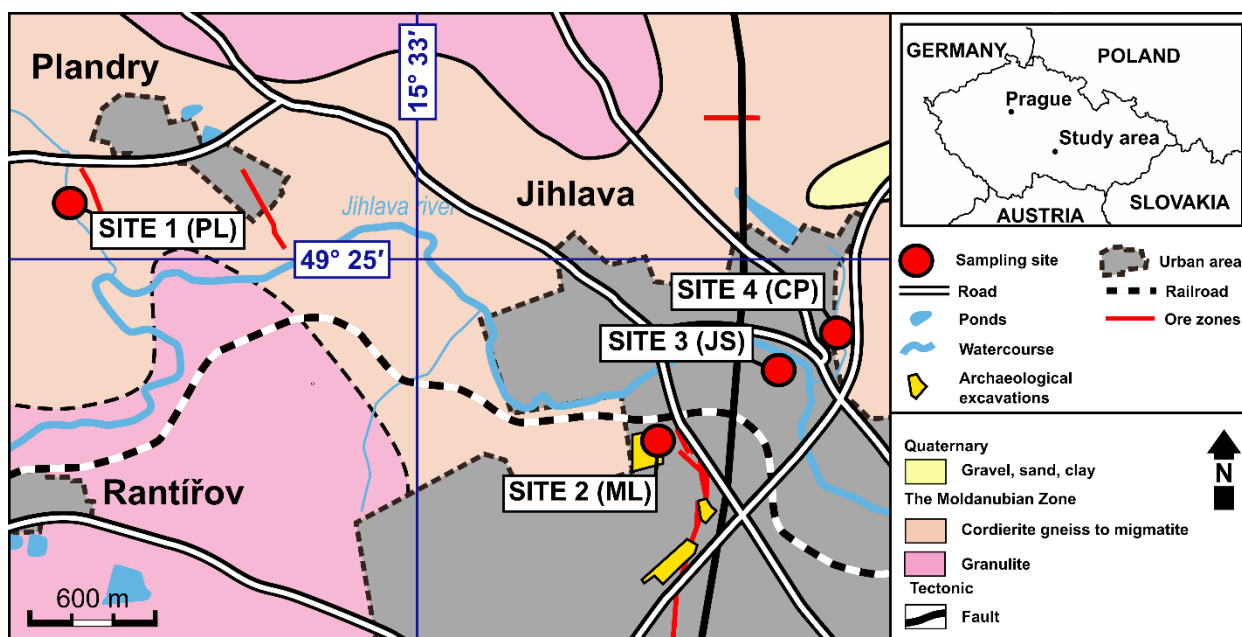 Plandry
15° 33′
Jihlava
Jihlava river
SITE 1 (PL)
49° 25′
SITE 4 (CP)
SITE 3 (JS)
SITE 2 (ML)
Rantířov
600 m
GERMANY
POLAND
Prague
Study area
AUSTRIA
SLOVAKIA
Sampling site
Urban area
Road
Railroad
Ponds
Ore zones
Watercourse
Archaeological
excavations
Quaternary
Gravel, sand, clay
N
The Moldanubian Zone
Cordierite gneiss to migmatite
Granulite
Tectonic
Fault